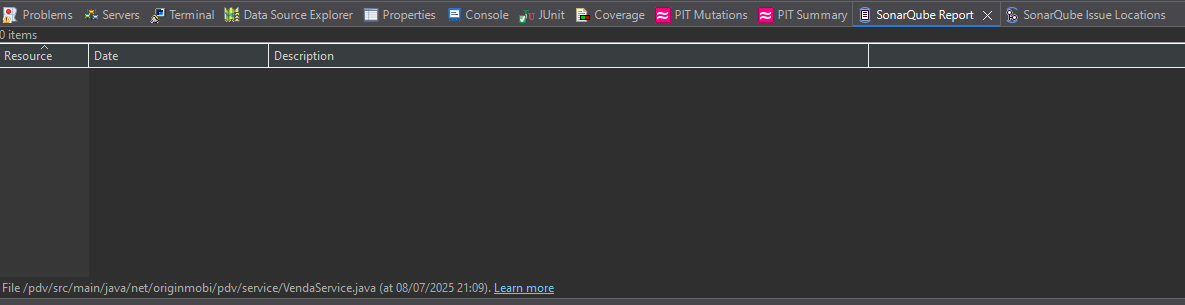 Problems Servers Terminal Data Source Explorer Properties Console JUnit Coverage PIT Mutations PIT Summary SonarQube Report SonarQube Issue Locations
0 items
Resource Date Description
File /pdv/src/main/java/net/originmobi/pdv/service/VendaService.java (at 08/07/2025 21:09). Learn more